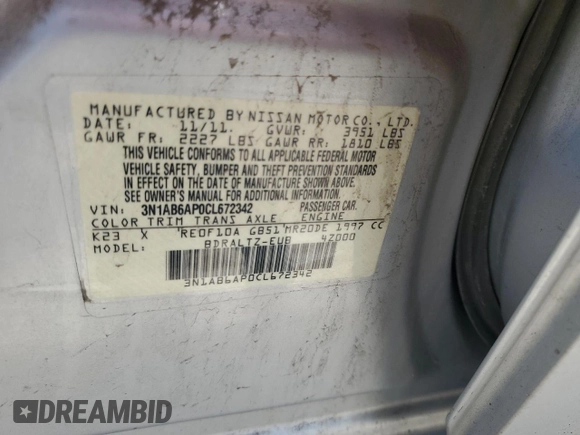 MANUFACTURED BY NISSAN MOTOR CO., LTD.
DATE: 11/11. GVWR: 3951 LBS
GAWR FR: 2227 LBS GAWR RR: 1810 LBS
THIS VEHICLE CONFORMS TO ALL APPLICABLE FEDERAL MOTOR
VEHICLE SAFETY, BUMPER AND THEFT PREVENTION STANDARDS
IN EFFECT ON THE DATE OF MANUFACTURE SHOWN ABOVE.
SEE OWNER'S MANUAL FOR ADDITIONAL INFORMATION.
VIN: 3N1AB6AP0CL672342 PASSENGER CAR.
COLOR TRIM TRANS AXLE ENGINE
K23 X RE0F10A GB51 MR20DE 1997 CC
MODEL: BDRALTZ-EUB 4Z000
3N1AB6AP0CL672342
DREAMBID